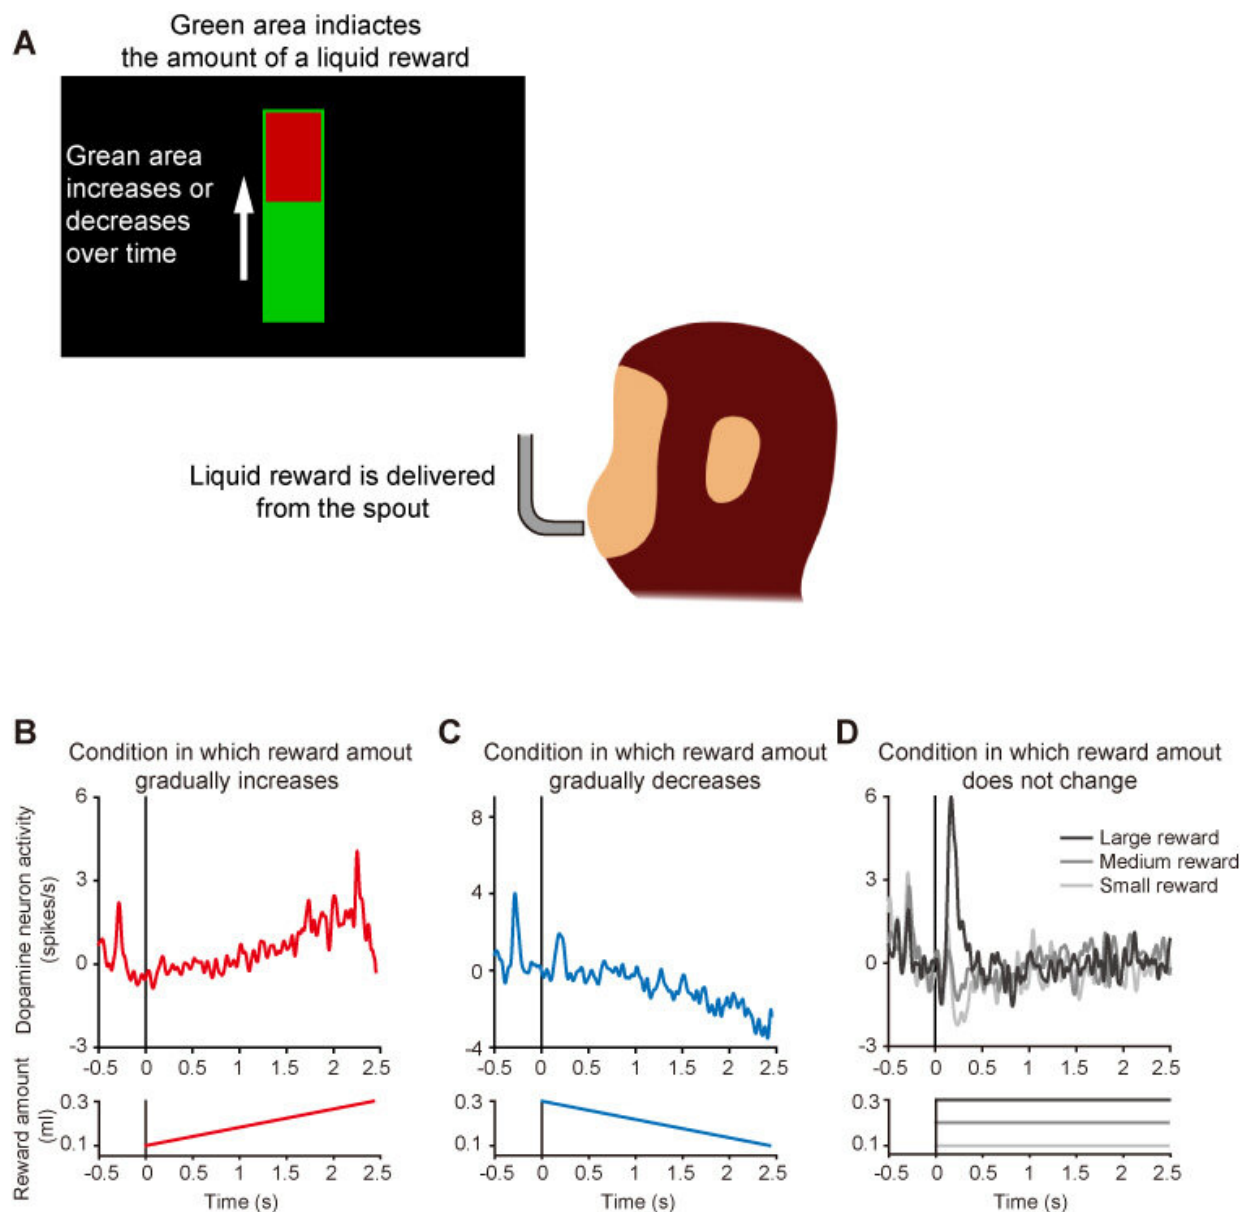 A
Green area indiactes
the amount of a liquid reward
Grean area
increases or
decreases
over time
Liquid reward is delivered
from the spout
B
Condition in which reward amout
gradually increases
Dopamine neuron activity
(spikes/s)
6
3
0
-3
-0.5 0 0.5 1 1.5 2 2.5
Reward amount
(ml)
0.3
0.1
-0.5 0 0.5 1 1.5 2 2.5
Time (s)
C
Condition in which reward amout
gradually decreases
8
4
0
-4
-0.5 0 0.5 1 1.5 2 2.5
0.3
0.1
-0.5 0 0.5 1 1.5 2 2.5
Time (s)
D
Condition in which reward amout
does not change
6
3
0
-3
Large reward
Medium reward
Small reward
-0.5 0 0.5 1 1.5 2 2.5
0.3
0.1
-0.5 0 0.5 1 1.5 2 2.5
Time (s)